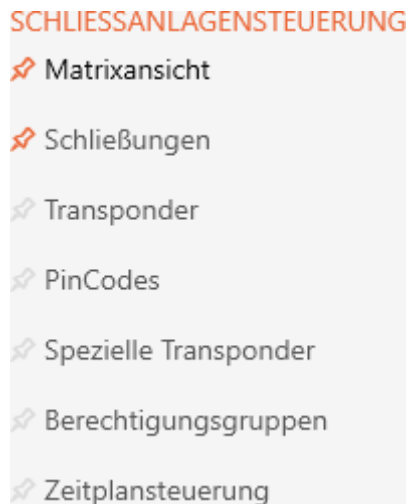 SCHLIESSANLAGENSTEUERUNG
Matrixansicht
Schließungen
Transponder
PinCodes
Spezielle Transponder
Berechtigungsgruppen
Zeitplansteuerung